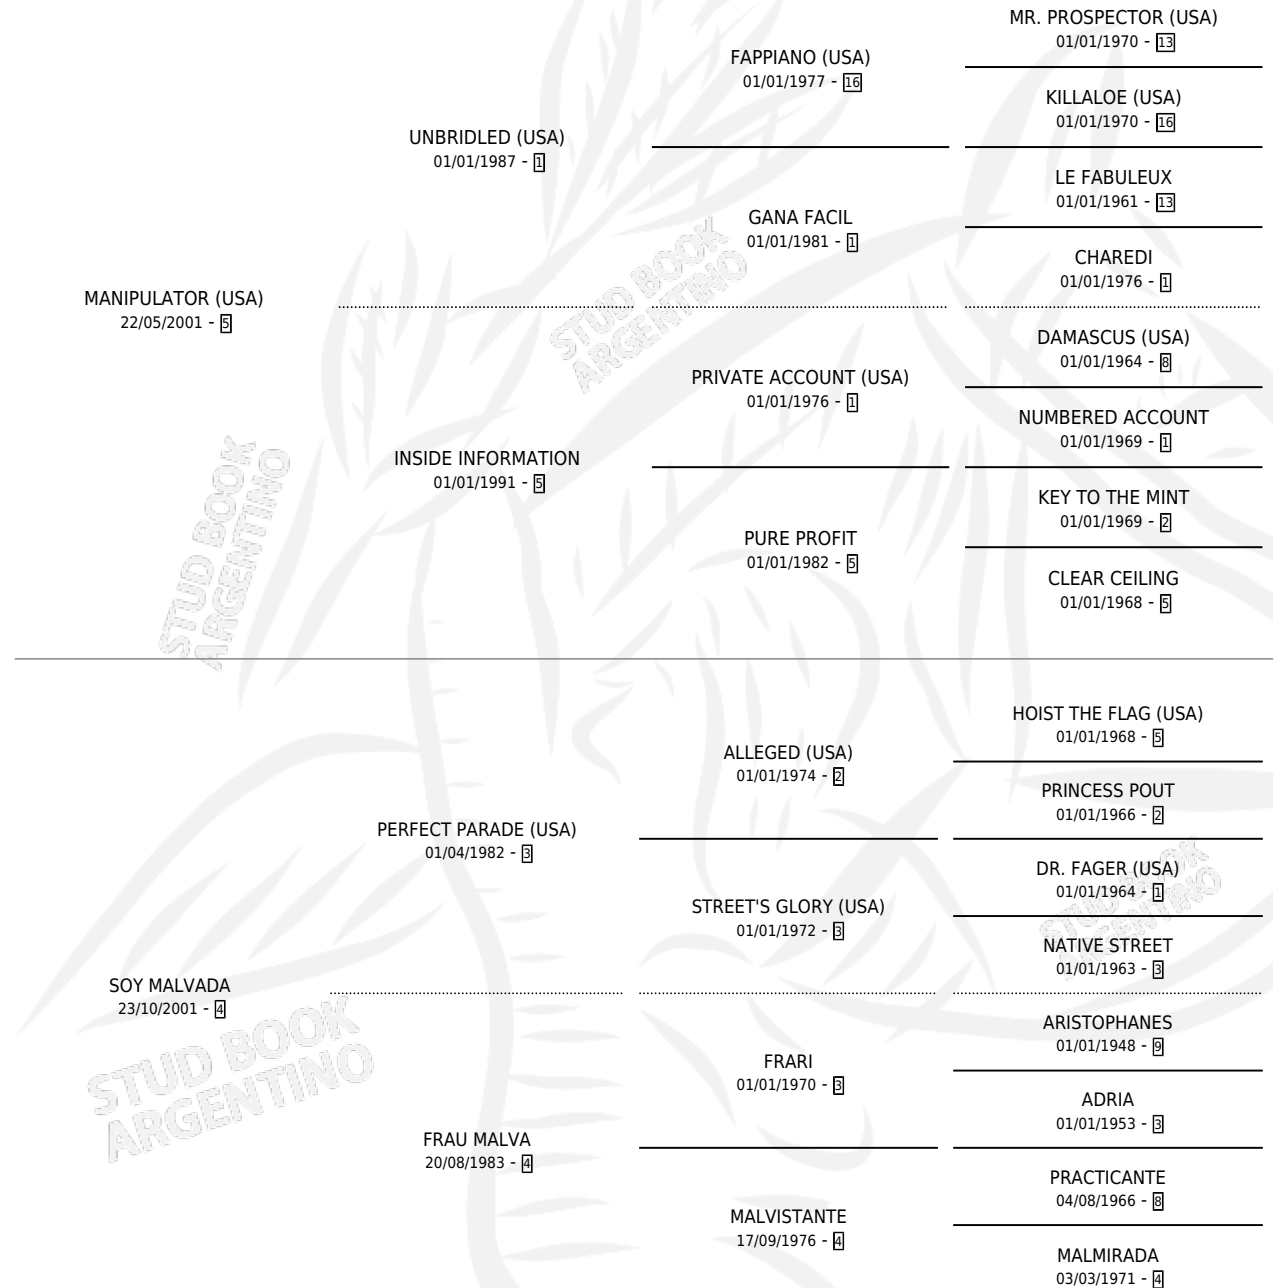 MR. PROSPECTOR (USA)
01/01/1970 - 13
FAPPIANO (USA)
01/01/1977 - 16
KILLALOE (USA)
01/01/1970 - 16
UNBRIDLED (USA)
01/01/1987 - 1
LE FABULEUX
01/01/1961 - 13
GANA FACIL
01/01/1981 - 1
CHAREDI
01/01/1976 - 1
MANIPULATOR (USA)
22/05/2001 - 5
DAMASCUS (USA)
01/01/1964 - 8
PRIVATE ACCOUNT (USA)
01/01/1976 - 1
NUMBERED ACCOUNT
01/01/1969 - 1
INSIDE INFORMATION
01/01/1991 - 5
KEY TO THE MINT
01/01/1969 - 2
PURE PROFIT
01/01/1982 - 5
CLEAR CEILING
01/01/1968 - 5
HOIST THE FLAG (USA)
01/01/1968 - 5
ALLEGED (USA)
01/01/1974 - 2
PRINCESS POUT
01/01/1966 - 2
PERFECT PARADE (USA)
01/04/1982 - 3
DR. FAGER (USA)
01/01/1964 - 1
STREET'S GLORY (USA)
01/01/1972 - 3
NATIVE STREET
01/01/1963 - 3
SOY MALVADA
23/10/2001 - 4
ARISTOPHANES
01/01/1948 - 9
FRARI
01/01/1970 - 3
ADRIA
01/01/1953 - 3
FRAU MALVA
20/08/1983 - 4
PRACTICANTE
04/08/1966 - 8
MALVISTANTE
17/09/1976 - 4
MALMIRADA
03/03/1971 - 4
STUD BOOK
ARGENTINO
STUD BOOK
ARGENTINO
STUD BOOK
ARGENTINO
STUD BOOK
ARGENTINO